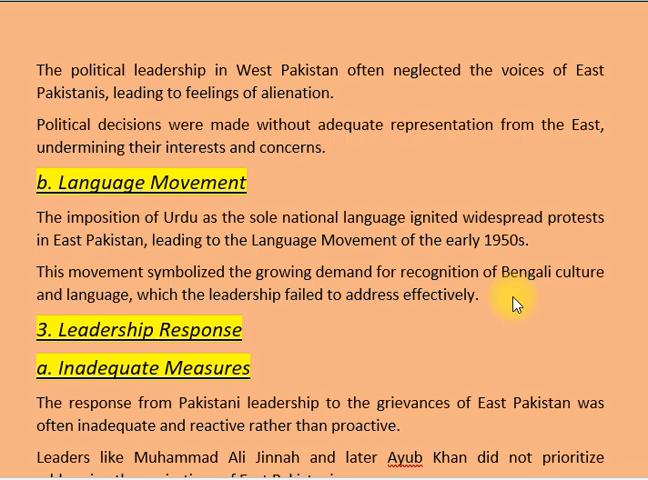 The political leadership in West Pakistan often neglected the voices of East
Pakistanis, leading to feelings of alienation.
Political decisions were made without adequate representation from the East,
undermining their interests and concerns.
b. Language Movement
The imposition of Urdu as the sole national language ignited widespread protests
in East Pakistan, leading to the Language Movement of the early 1950s.
This movement symbolized the growing demand for recognition of Bengali culture
and language, which the leadership failed to address effectively.
3. Leadership Response
a. Inadequate Measures
The response from Pakistani leadership to the grievances of East Pakistan was
often inadequate and reactive rather than proactive.
Leaders like Muhammad Ali Jinnah and later Ayub Khan did not prioritize